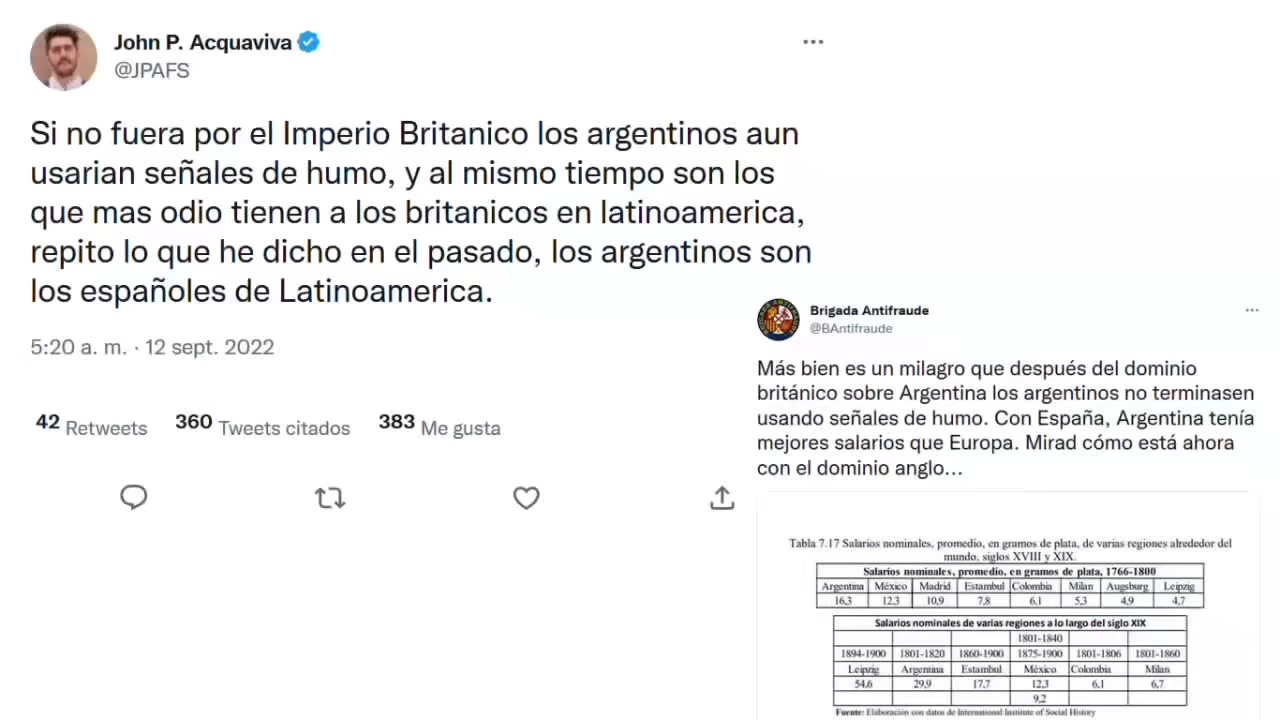 John P. Acquaviva
@JPAFS
Si no fuera por el Imperio Britanico los argentinos aun
usarian señales de humo, y al mismo tiempo son los
que mas odio tienen a los britanicos en latinoamerica,
repito lo que he dicho en el pasado, los argentinos son
los españoles de Latinoamerica.
5:20 a. m. · 12 sept. 2022
42 Retweets 360 Tweets citados 383 Me gusta
Brigada Antifraude
@BAntifraude
Más bien es un milagro que después del dominio
británico sobre Argentina los argentinos no terminasen
usando señales de humo. Con España, Argentina tenía
mejores salarios que Europa. Mirad cómo está ahora
con el dominio anglo...
Tabla 7.17 Salarios nominales, promedio, en gramos de plata, de varias regiones alrededor del
mundo, siglos XVIII y XIX.
Salarios nominales, promedio, en gramos de plata, 1766-1800
Argentina México Madrid Estambul Colombia Milan Augsburg Leipzig
16,3 12,3 10,9 7,8 6,1 5,3 4,9 4,7
Salarios nominales de varias regiones a lo largo del siglo XIX
1801-1840
1894-1900 1801-1820 1860-1900 1875-1900 1801-1806 1801-1860
Leipzig Argentina Estambul México Colombia Milan
54,6 29,9 17,7 12,3 6,1 6,7
9,2
Fuente: Elaboración con datos de International Institute of Social History